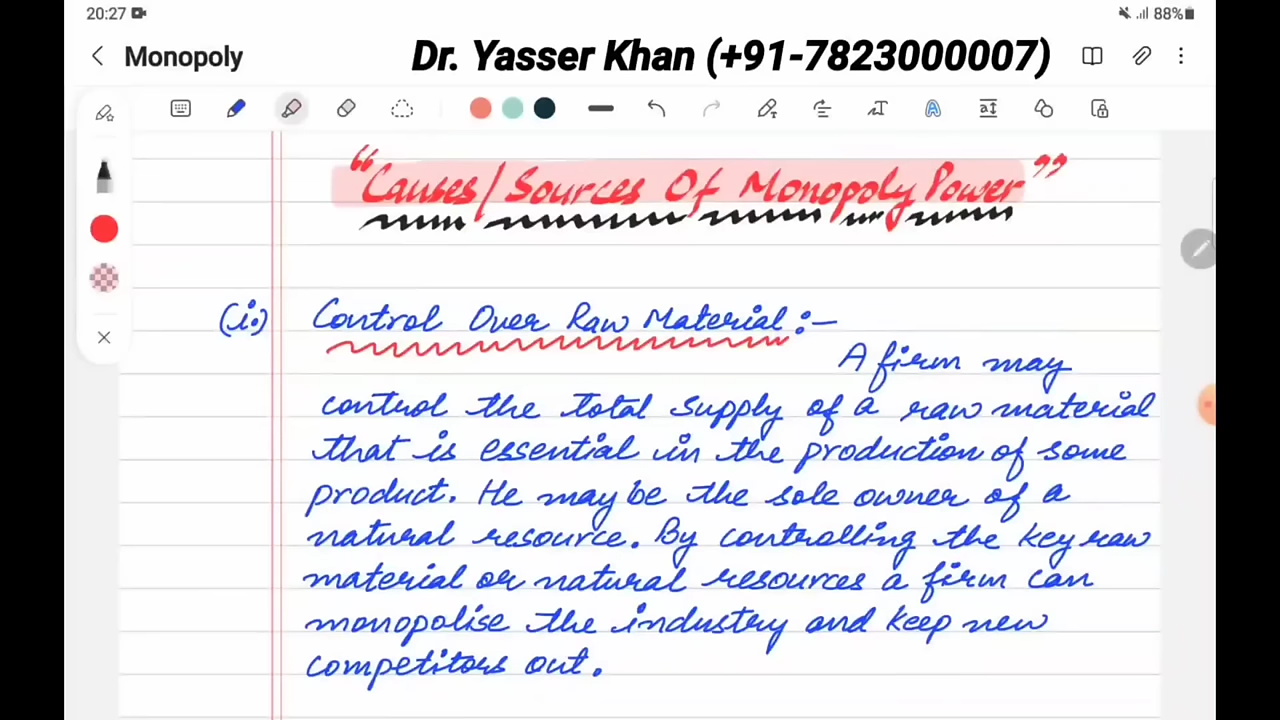 20:27
88%
Monopoly
Dr. Yasser Khan (+91-7823000007)
"Causes/Sources Of Monopoly Power"
(i.) Control Over Raw Material :-
A firm may
control the total supply of a raw material
that is essential in the production of some
product. He may be the sole owner of a
natural resource. By controlling the key raw
material or natural resources a firm can
monopolise the industry and keep new
competitors out.